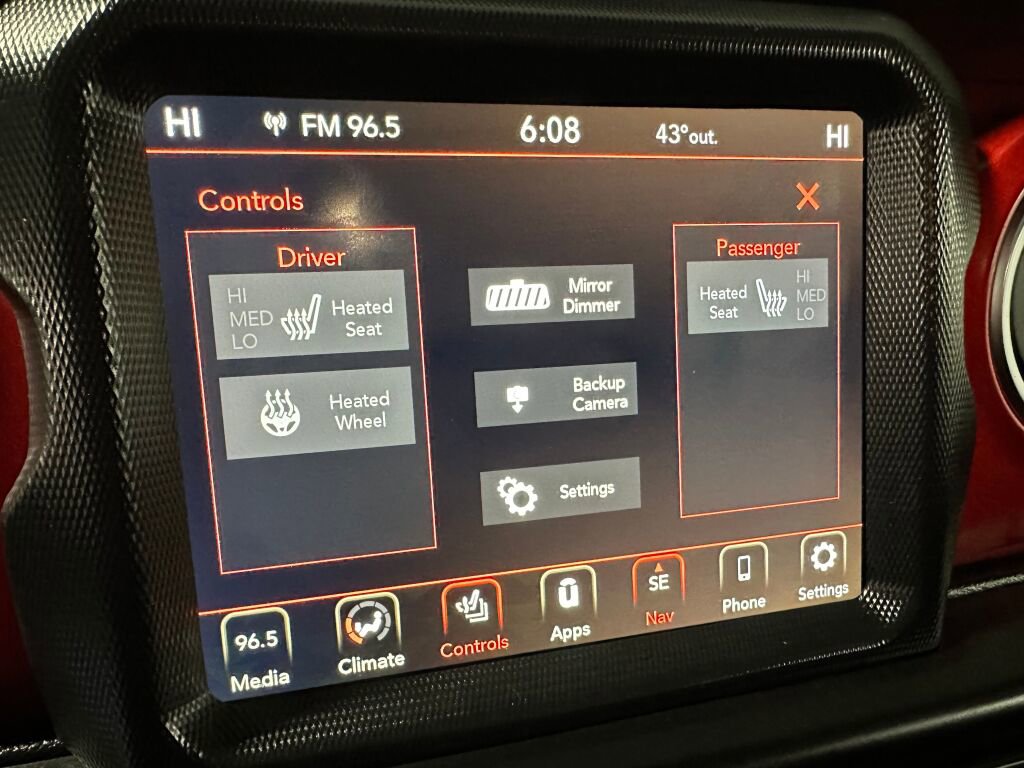 HI FM 96.5 6:08 43°out. HI
Controls X
Driver
HI
MED
LO
Heated
Seat
Heated
Wheel
Mirror
Dimmer
Backup
Camera
Settings
Passenger
Heated
Seat
HI
MED
LO
96.5
Media
Climate
Controls
Apps
SE
Nav
Phone
Settings